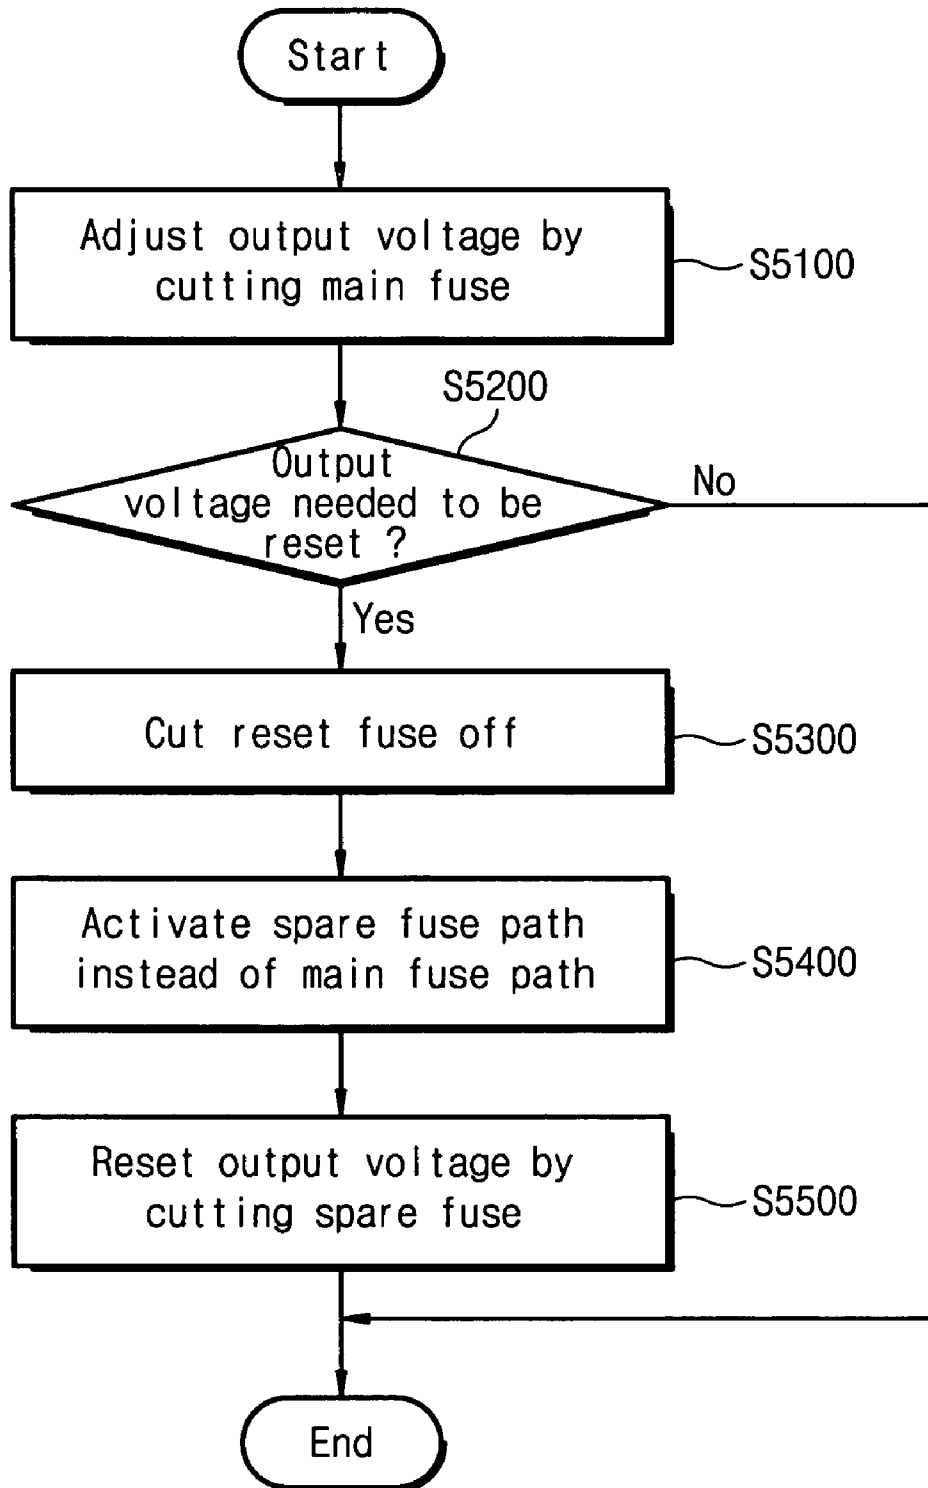 Start
Adjust output voltage by
cutting main fuse
S5100
S5200
Output
voltage needed to be
reset ?
No
Yes
Cut reset fuse off
S5300
Activate spare fuse path
instead of main fuse path
S5400
Reset output voltage by
cutting spare fuse
S5500
End